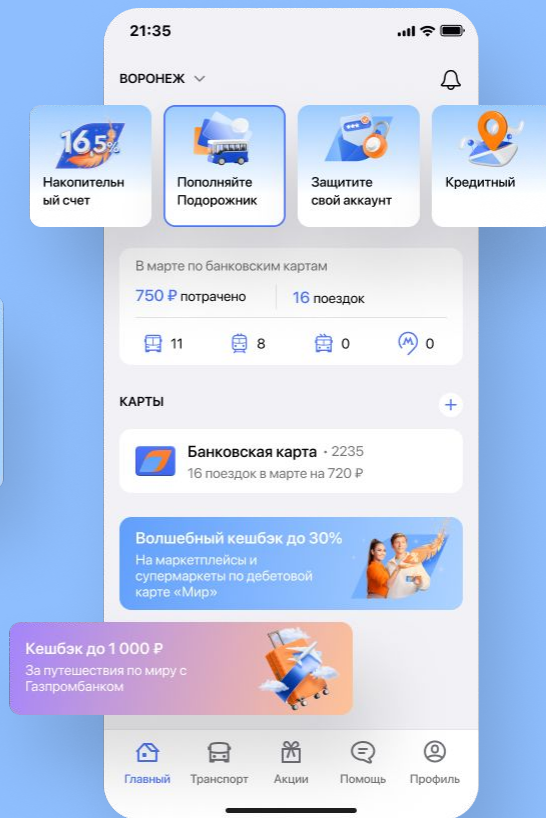 21:35
ВОРОНЕЖ
16,5%
Накопительн
ый счет
Пополняйте
Подорожник
Защитите
свой аккаунт
Кредитный
В марте по банковским картам
750 ₽ потрачено
16 поездок
11
8
0
М
0
КАРТЫ
+
Банковская карта · 2235
16 поездок в марте на 720 ₽
Волшебный кешбэк до 30%
На маркетплейсы и
супермаркеты по дебетовой
карте «Мир»
Кешбэк до 1 000 ₽
За путешествия по миру с
Газпромбанком
Главный
Транспорт
Акции
Помощь
Профиль